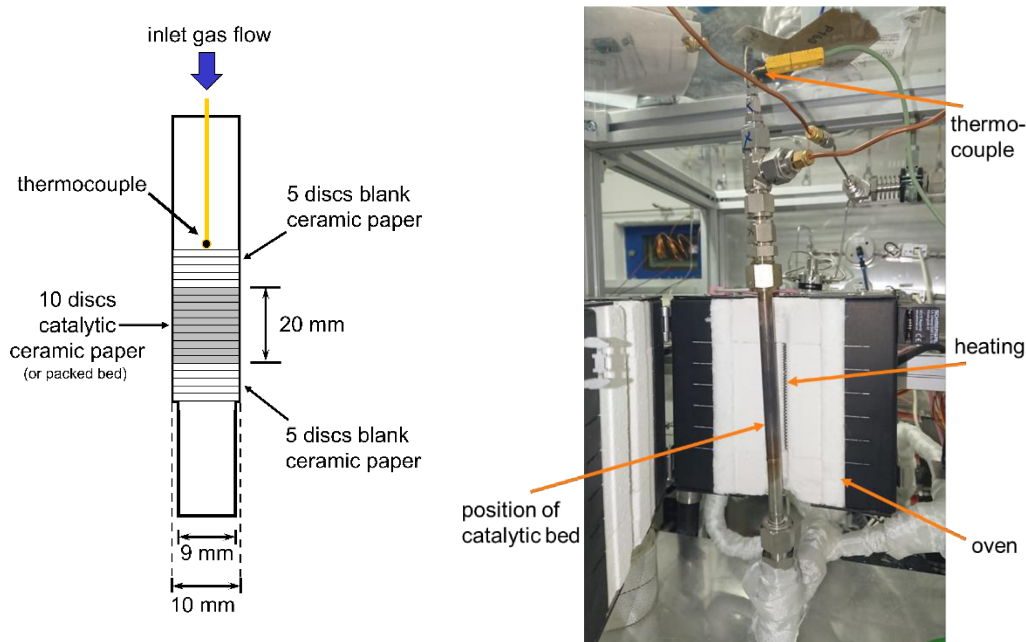 inlet gas flow
thermocouple
5 discs blank
ceramic paper
10 discs
catalytic
ceramic paper
(or packed bed)
20 mm
5 discs blank
ceramic paper
9 mm
10 mm
thermo-
couple
heating
position of
catalytic bed
oven